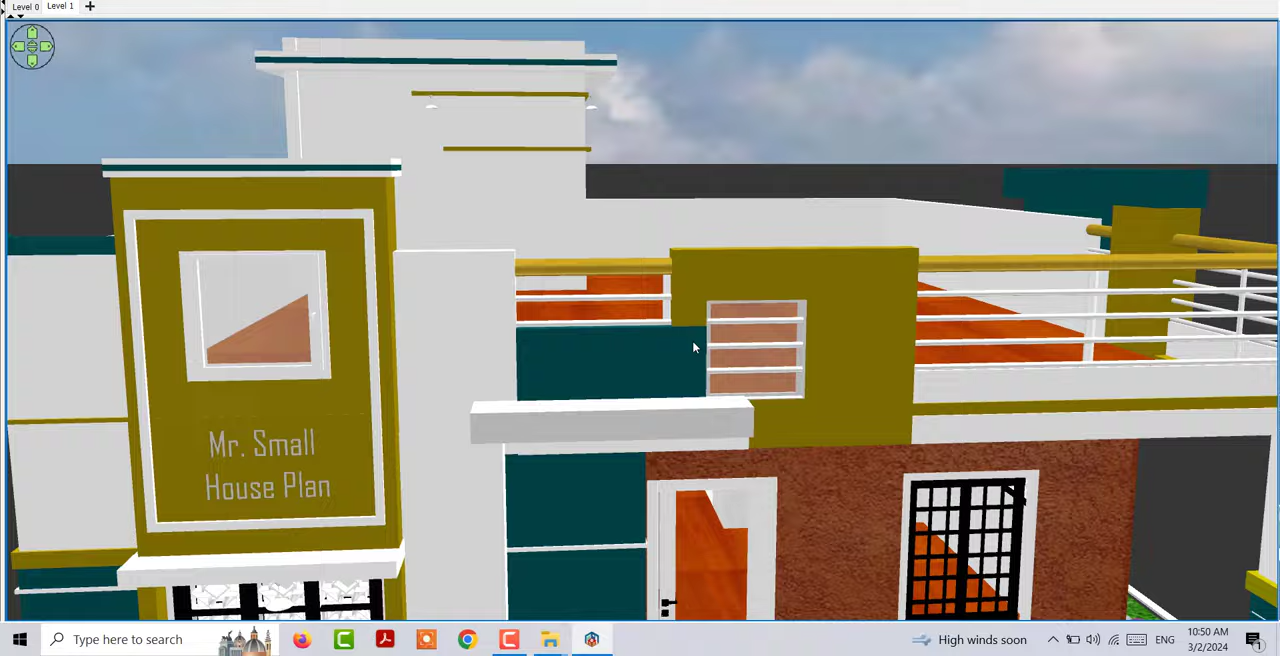 Level 0 Level 1
Mr. Small
House Plan
Type here to search
High winds soon
ENG
10:50 AM
3/2/2024
1